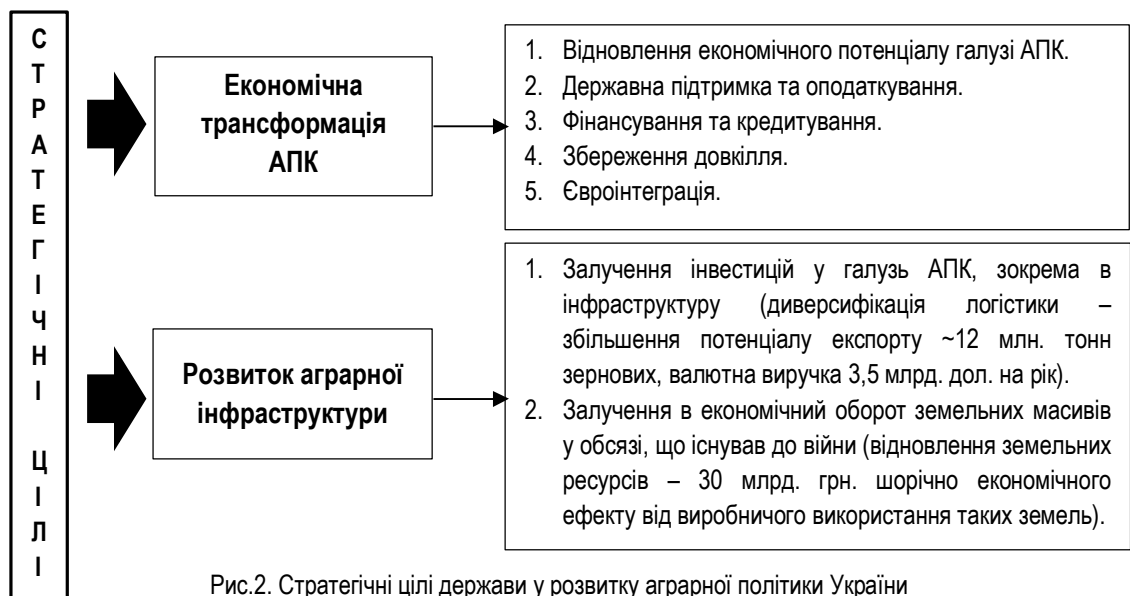 СТРАТЕГІЧНІ ЦІЛІ
Економічна
трансформація
АПК
1. Відновлення економічного потенціалу галузі АПК.
2. Державна підтримка та оподаткування.
3. Фінансування та кредитування.
4. Збереження довкілля.
5. Євроінтеграція.
Розвиток аграрної
інфраструктури
1. Залучення інвестицій у галузь АПК, зокрема в
інфраструктуру (диверсифікація логістики –
збільшення потенціалу експорту ~12 млн. тонн
зернових, валютна виручка 3,5 млрд. дол. на рік).
2. Залучення в економічний оборот земельних масивів
у обсязі, що існував до війни (відновлення земельних
ресурсів – 30 млрд. грн. шорічно економічного
ефекту від виробничого використання таких земель).
Рис.2. Стратегічні цілі держави у розвитку аграрної політики України